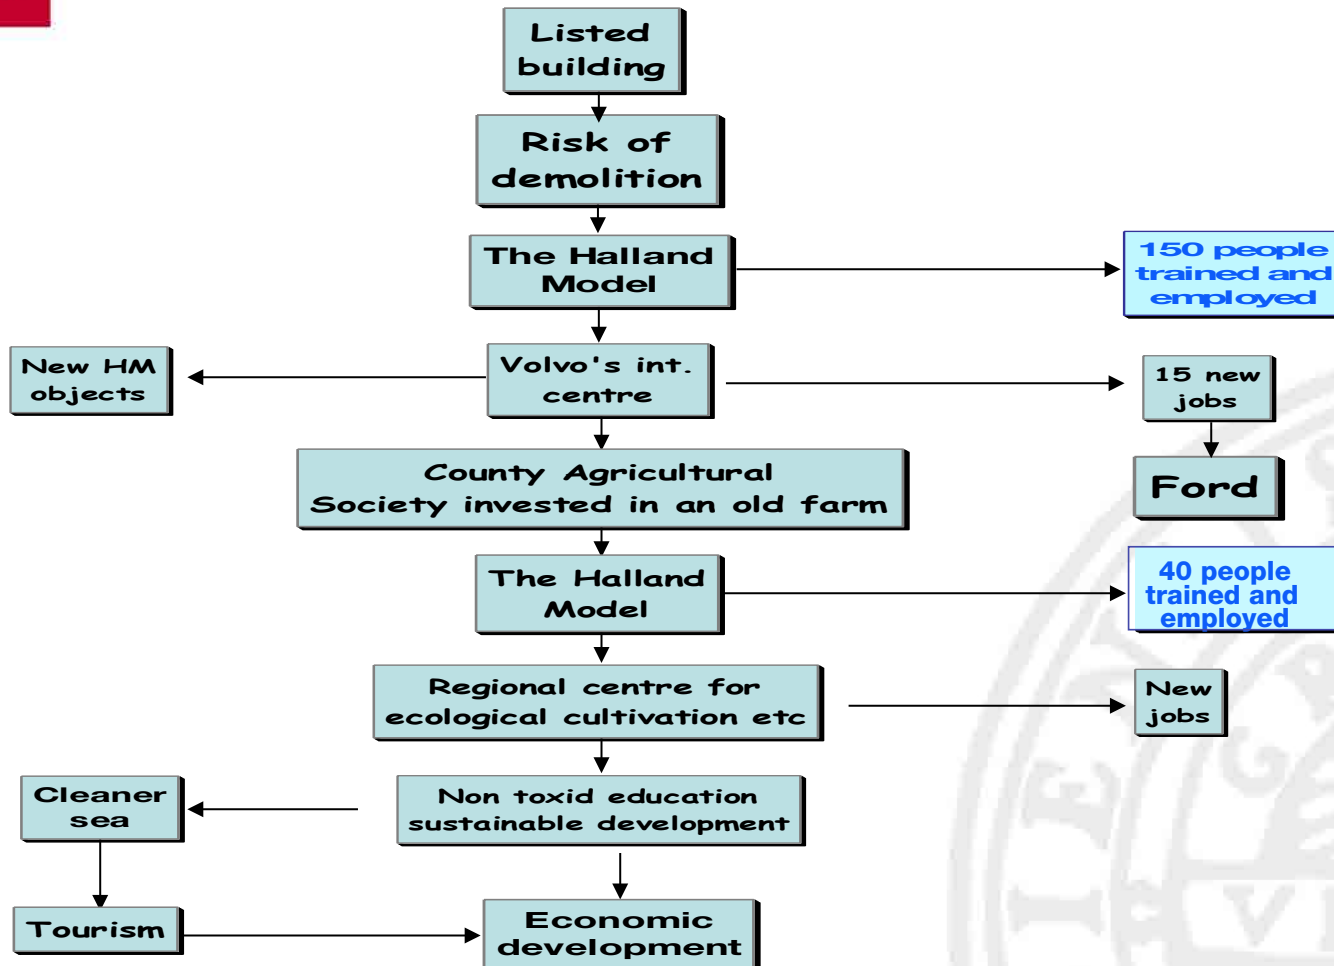 Listed
building
Risk of
demolition
The Halland
Model
150 people
trained and
employed
New HM
objects
Volvo's int.
centre
15 new
jobs
County Agricultural
Society invested in an old farm
Ford
The Halland
Model
40 people
trained and
employed
Regional centre for
ecological cultivation etc
New
jobs
Cleaner
sea
Non toxid education
sustainable development
Tourism
Economic
development